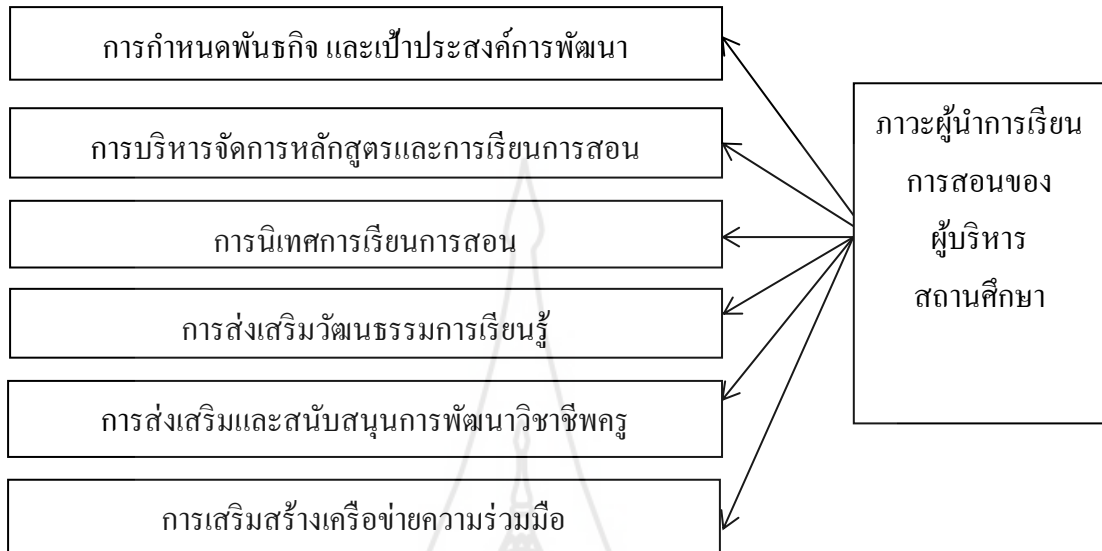 การกำหนดพันธกิจ และเป้าประสงค์การพัฒนา
การบริหารจัดการหลักสูตรและการเรียนการสอน
การนิเทศการเรียนการสอน
การส่งเสริมวัฒนธรรมการเรียนรู้
การส่งเสริมและสนับสนุนการพัฒนาวิชาชีพครู
การเสริมสร้างเครือข่ายความร่วมมือ
ภาวะผู้นำการเรียน
การสอนของ
ผู้บริหาร
สถานศึกษา